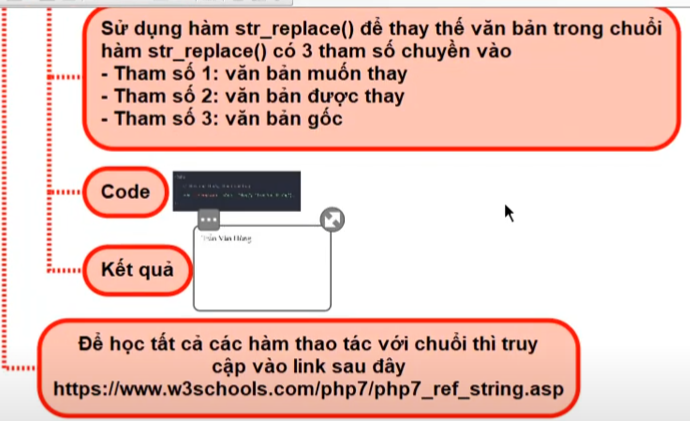 Sử dụng hàm str_replace() để thay thế văn bản trong chuỗi
hàm str_replace() có 3 tham số chuyền vào
- Tham số 1: văn bản muốn thay
- Tham số 2: văn bản được thay
- Tham số 3: văn bản gốc
Code
Kết quả
Trần Văn Hùng
Để học tất cả các hàm thao tác với chuỗi thì truy
cập vào link sau đây
https://www.w3schools.com/php7/php7_ref_string.asp